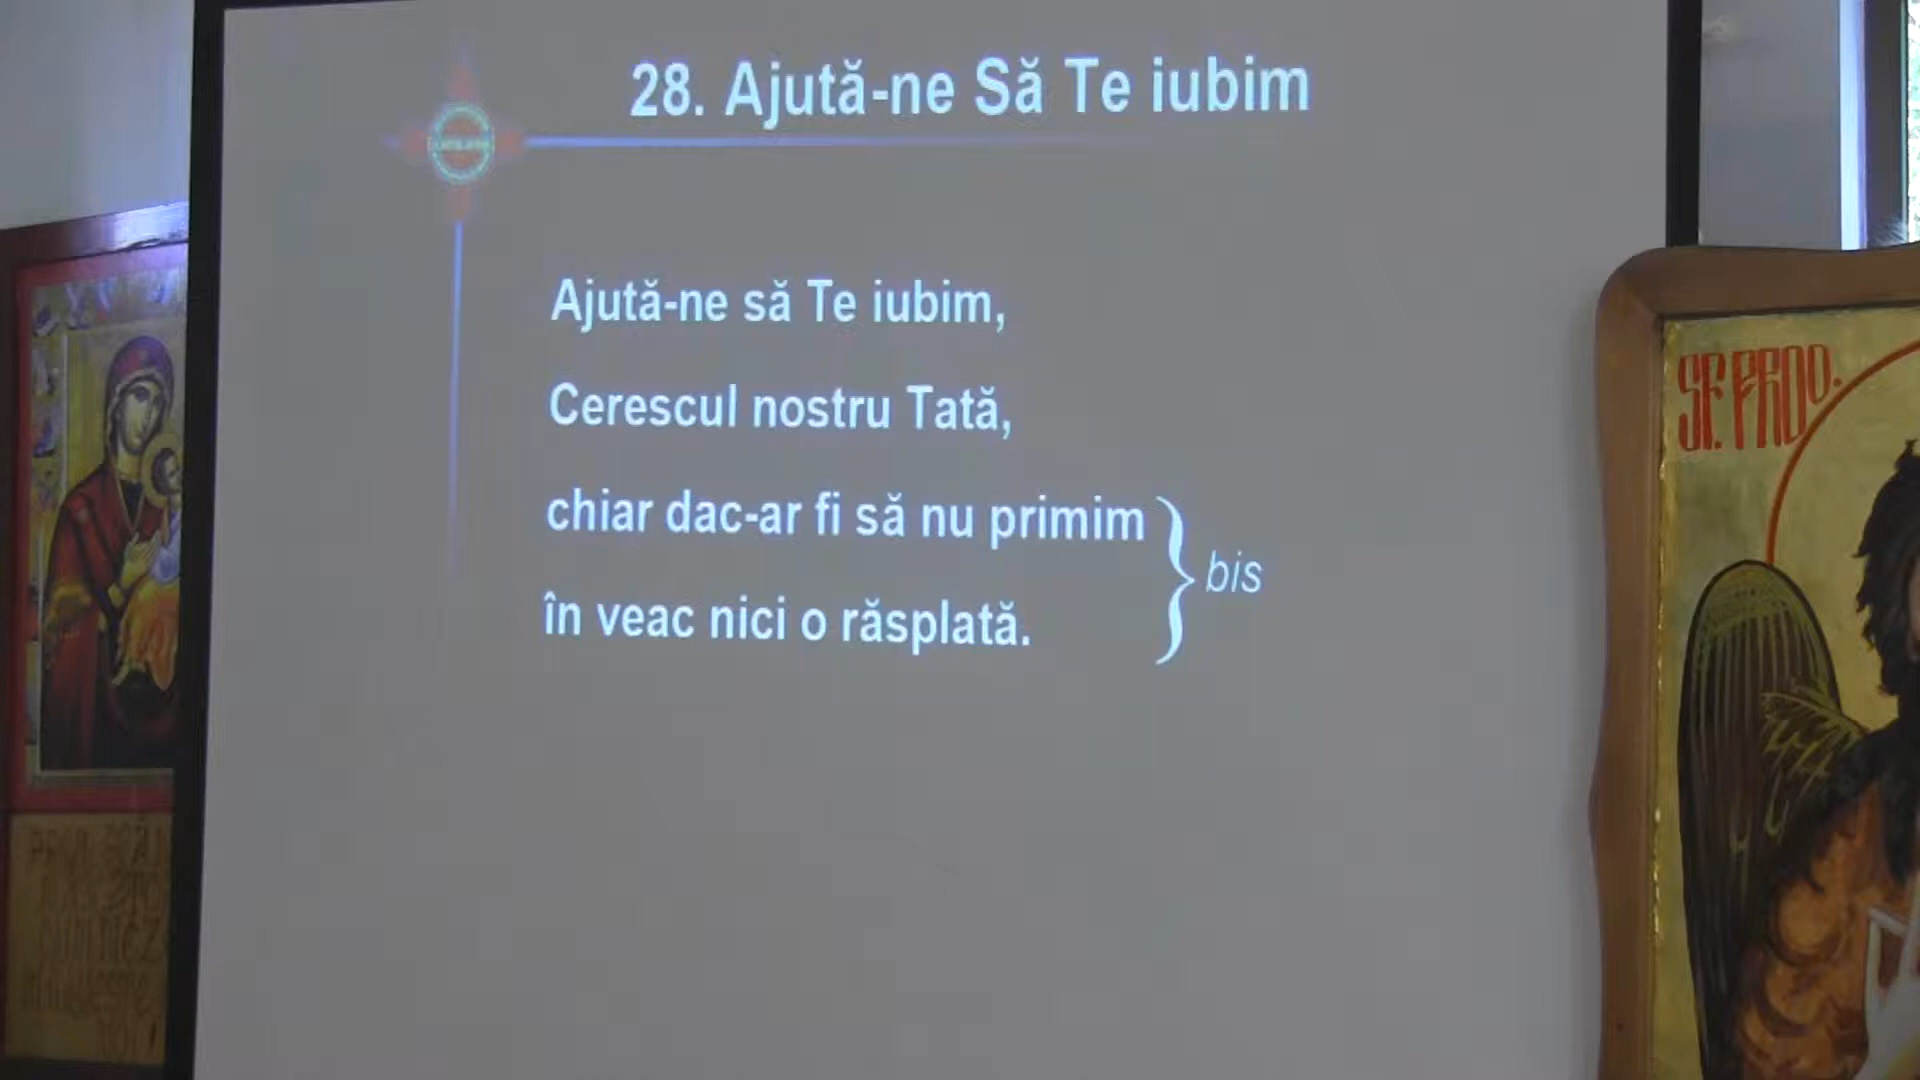 28. Ajută-ne Să Te iubim
Ajută-ne să Te iubim,
Cerescul nostru Tată,
chiar dac-ar fi să nu primim
în veac nici o răsplată.
bis
SF. PROO.